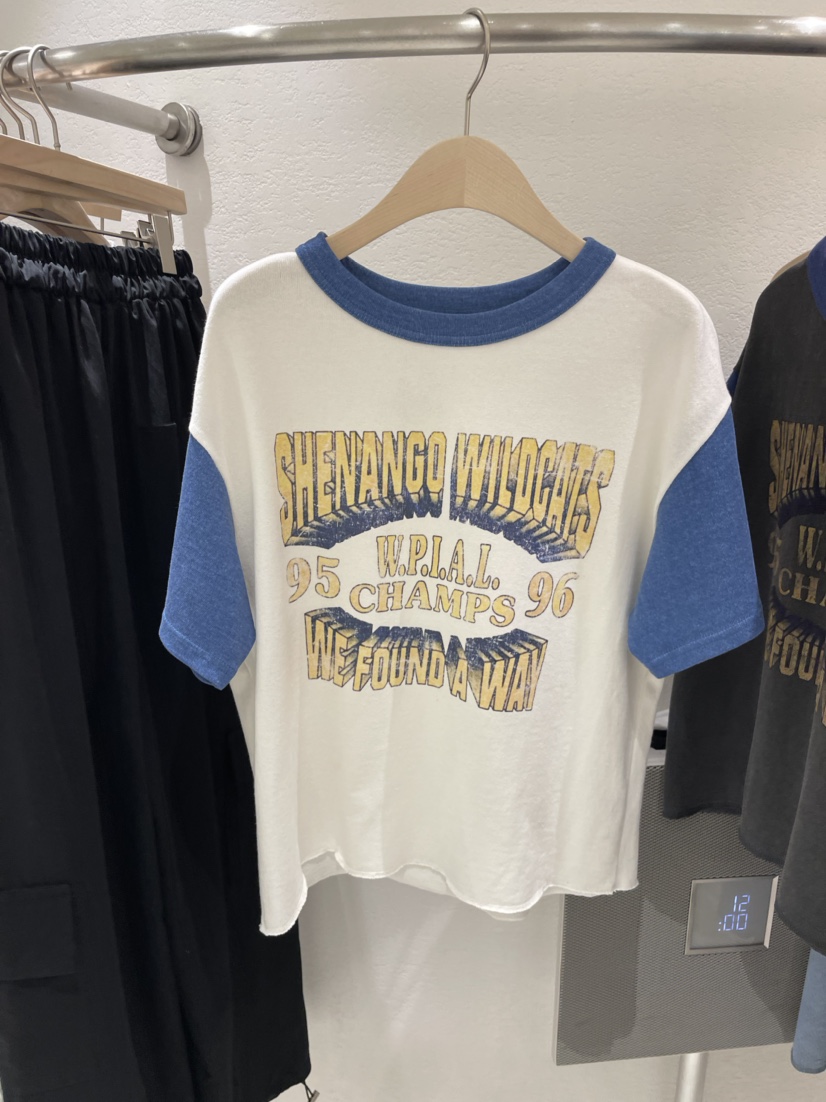 SHENANGO WILDCATS
95 W.P.I.A.L. 96
CHAMPS
WE FOUND A WAY
12
:00